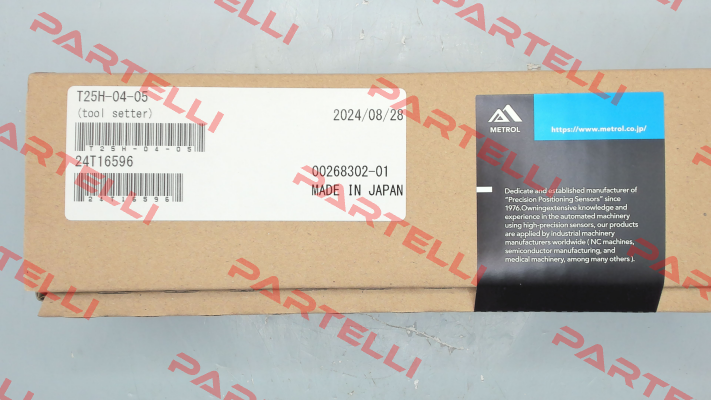 T25H-04-05
(tool setter)
2024/08/28
T25H-04-05
24T16596
00268302-01
MADE IN JAPAN
24T16596
METROL
https://www.metrol.co.jp/
Dedicate and established manufacturer of
"Precision Positioning Sensors" since
1976.Owningextensive knowledge and
experience in the automated machinery
using high-precision sensors, our products
are applied by industrial machinery
manufacturers worldwide ( NC machines,
semiconductor manufacturing, and
medical machinery, among many others ).
PARTELLI
PARTELLI
PARTELLI
PARTELLI
PARTELLI
PARTELLI
PARTELLI
PARTELLI
PARTELLI
PARTELLI
PARTELLI